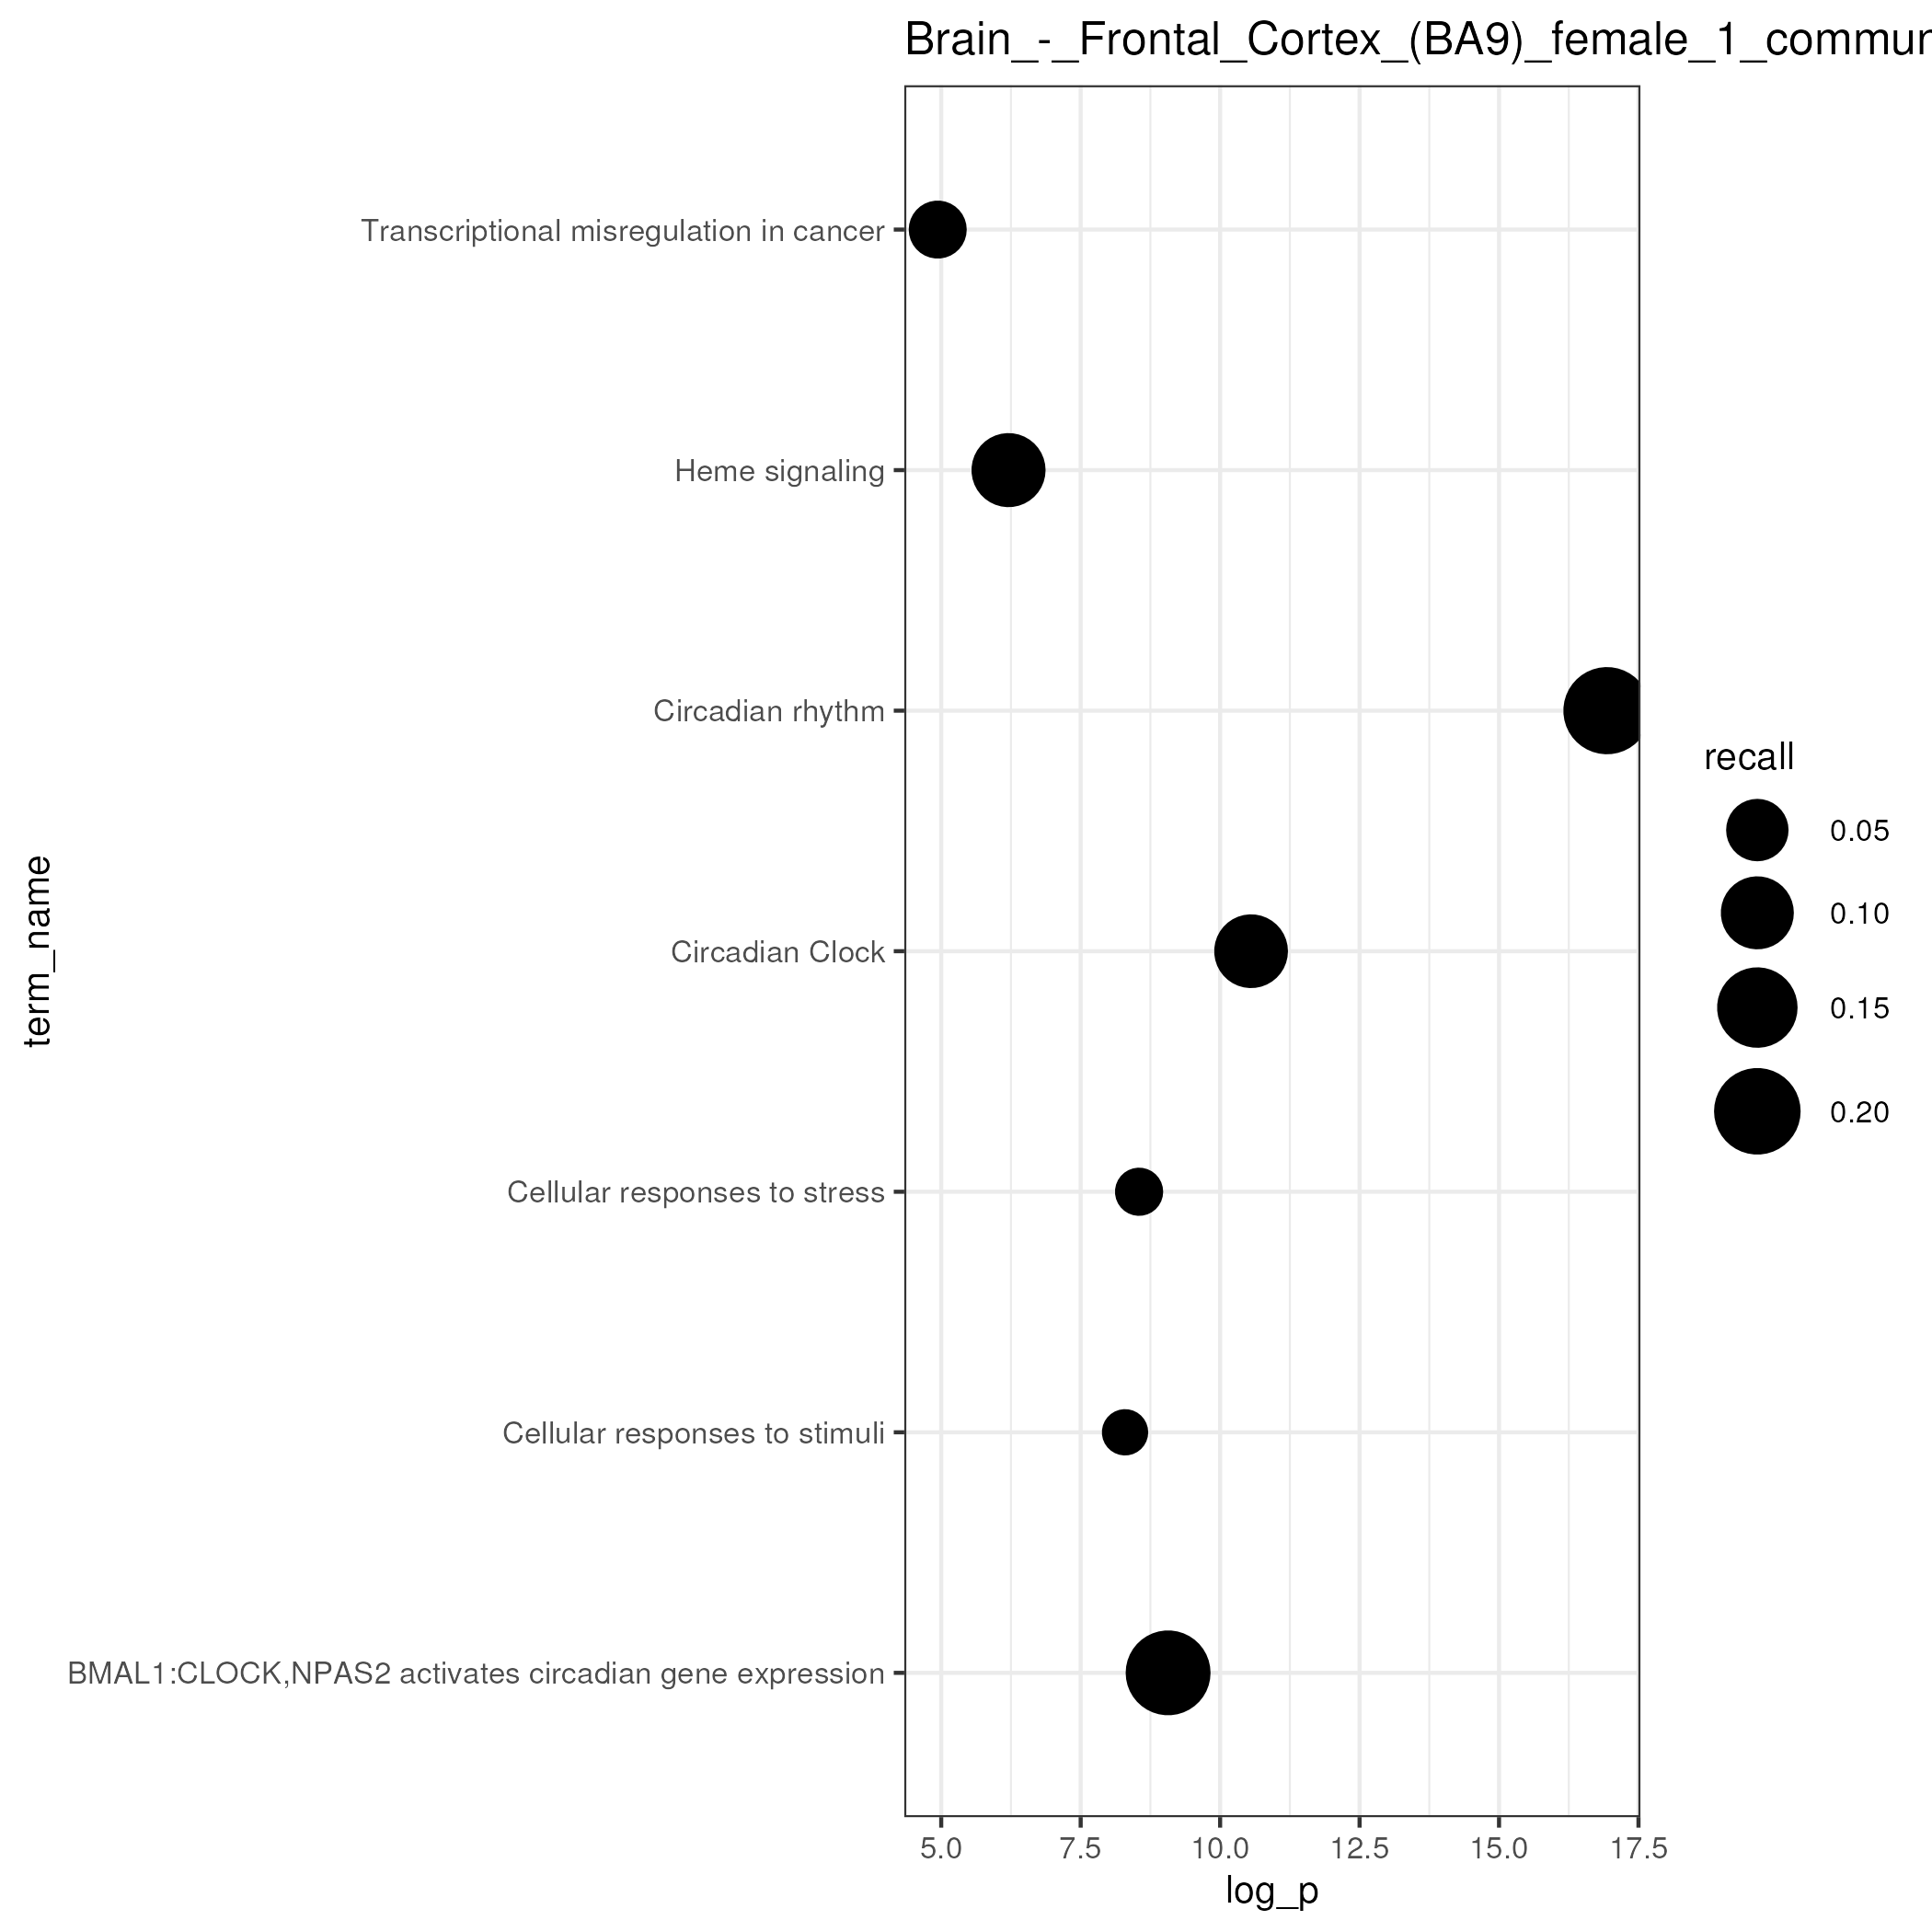 Brain_-_Frontal_Cortex_(BA9)_female_1_commun
Transcriptional misregulation in cancer
Heme signaling
Circadian rhythm
Circadian Clock
Cellular responses to stress
Cellular responses to stimuli
BMAL1:CLOCK,NPAS2 activates circadian gene expression
term_name
5.0
7.5
10.0
12.5
15.0
17.5
log_p
recall
0.05
0.10
0.15
0.20